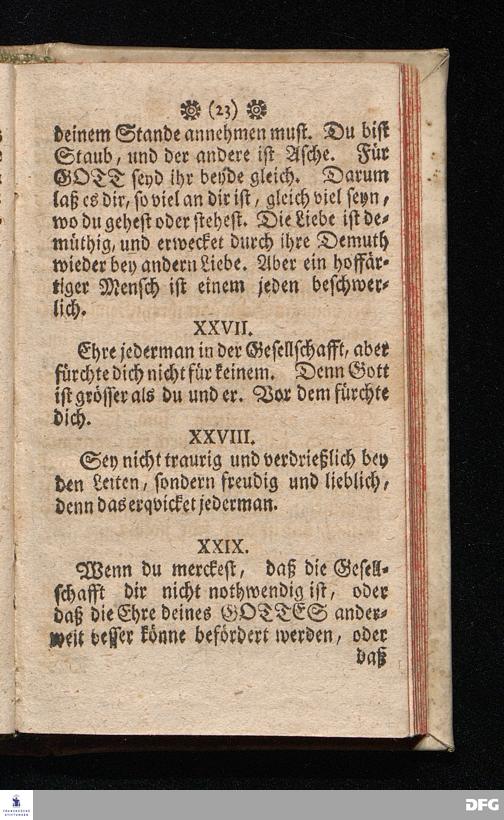 (23)
deinem Stande annehmen must. Du bist
Staub, und der andere ist Asche. Für
GOTT seyd ihr beyde gleich. Darum
laß es dir, so viel an dir ist, gleich viel seyn,
wo du gehest oder stehest. Die Liebe ist de-
müthig, und erwecket durch ihre Demuth
wieder bey andern Liebe. Aber ein hoffär-
tiger Mensch ist einem jeden beschwer-
lich.
XXVII.
Ehre jederman in der Gesellschafft, aber
fürchte dich nicht für keinem. Denn Gott
ist grösser als du und er. Vor dem fürchte
dich.
XXVIII.
Sey nicht traurig und verdrießlich bey
den Leuten, sondern freudig und lieblich,
denn das erqvicket jederman.
XXIX.
Wenn du merckest, daß die Gesell-
schafft dir nicht nothwendig ist, oder
daß die Ehre deines GOTTES ander-
weit besser könne befördert werden, oder
daß
FRANCKESCHE
STIFTUNGEN
DFG